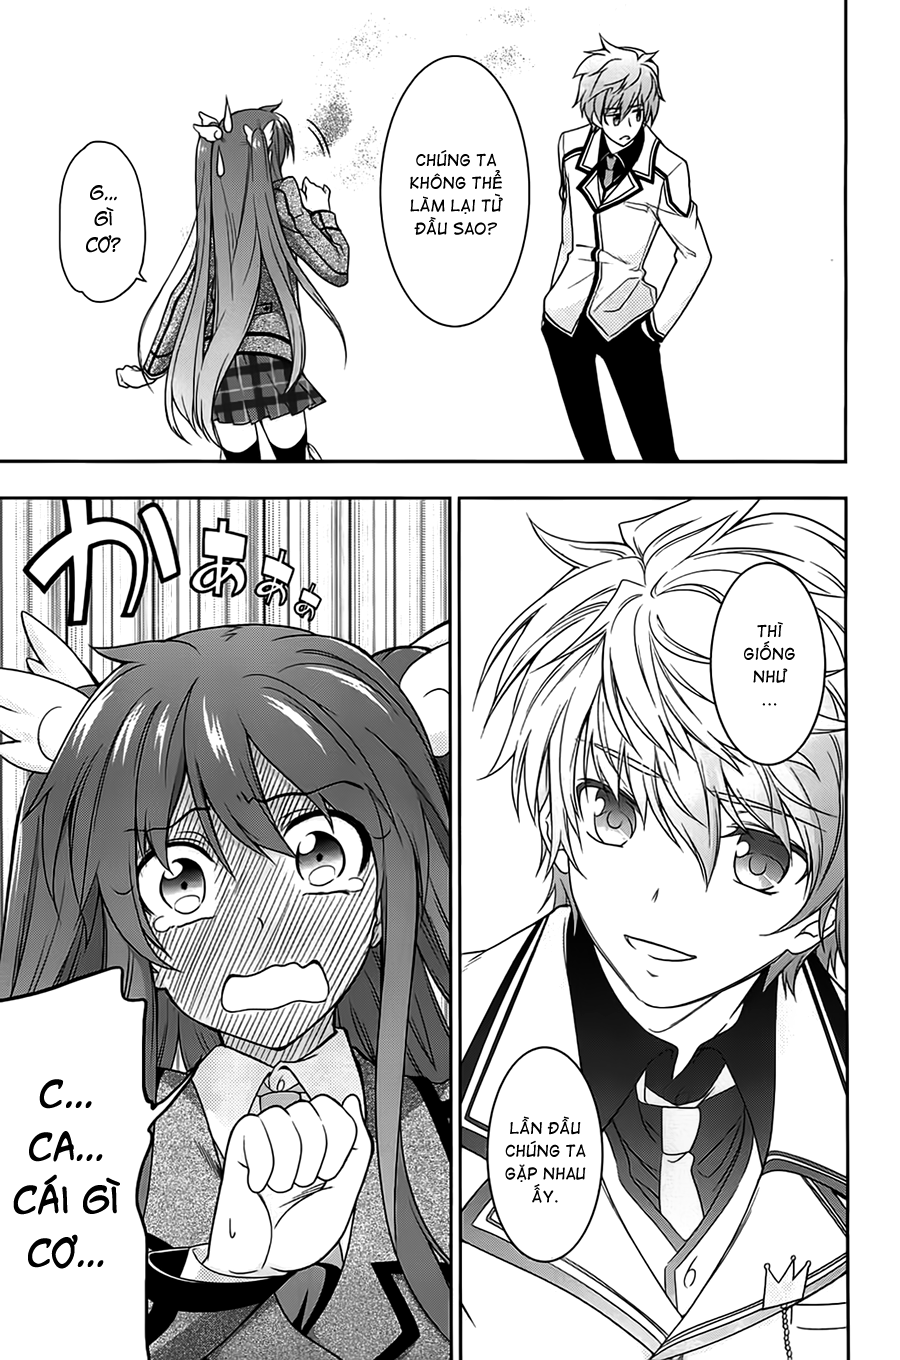 CHÚNG TA
KHÔNG THỂ
LÀM LẠI TỪ
ĐẦU SAO?
G...
GÌ
CƠ?
THÌ
GIỐNG
NHƯ
...
LẦN ĐẦU
CHÚNG TA
GẶP NHAU
ẤY.
かあぁぁ
C...
CA...
CÁI GÌ
CƠ...